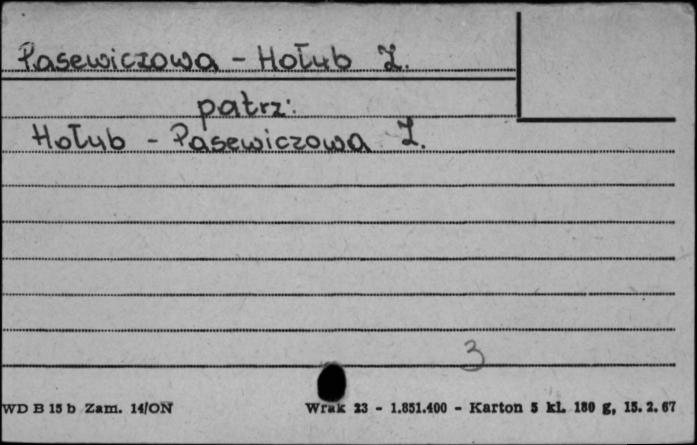 Pasewiczowa - Hołub Z.
patrz:
Hołub - Pasewiczowa Z.
3
WD B 15 b Zam. 14/ON Wrak 23 - 1.851.400 - Karton 5 kl. 180 g, 15. 2. 67